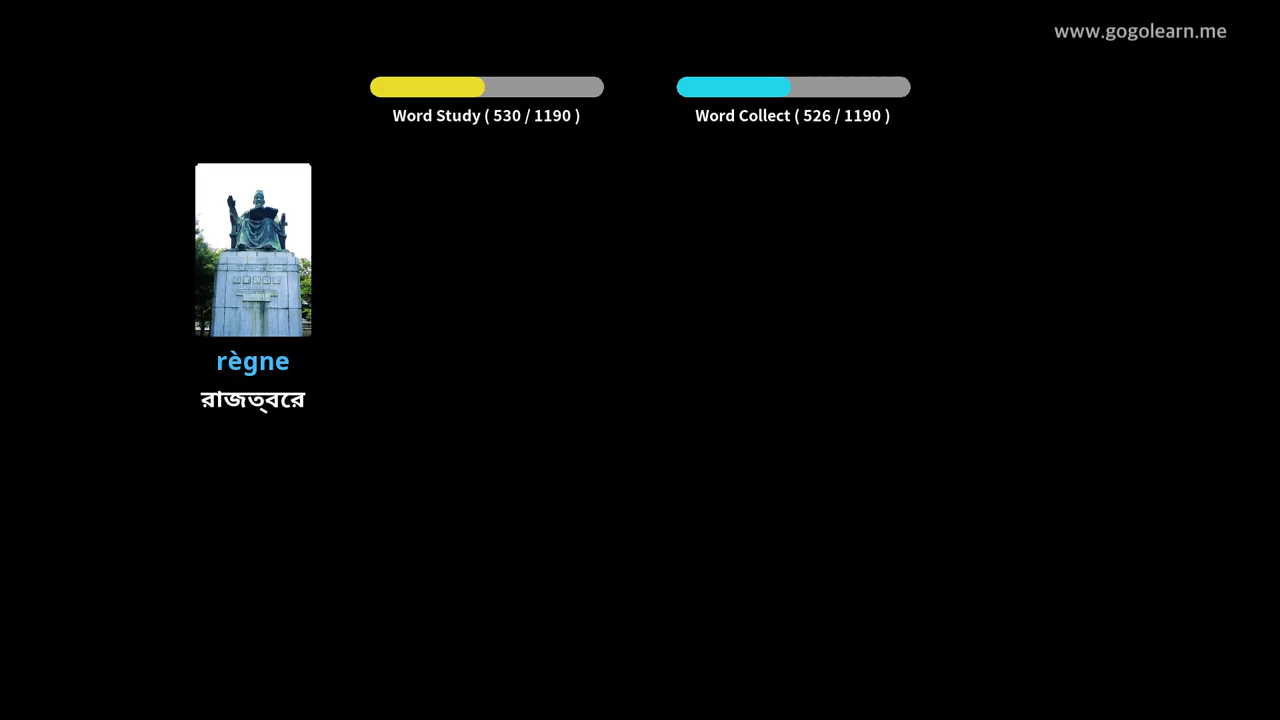 www.gogolearn.me
Word Study ( 530 / 1190 )
Word Collect ( 526 / 1190 )
règne
রাজত্বরে